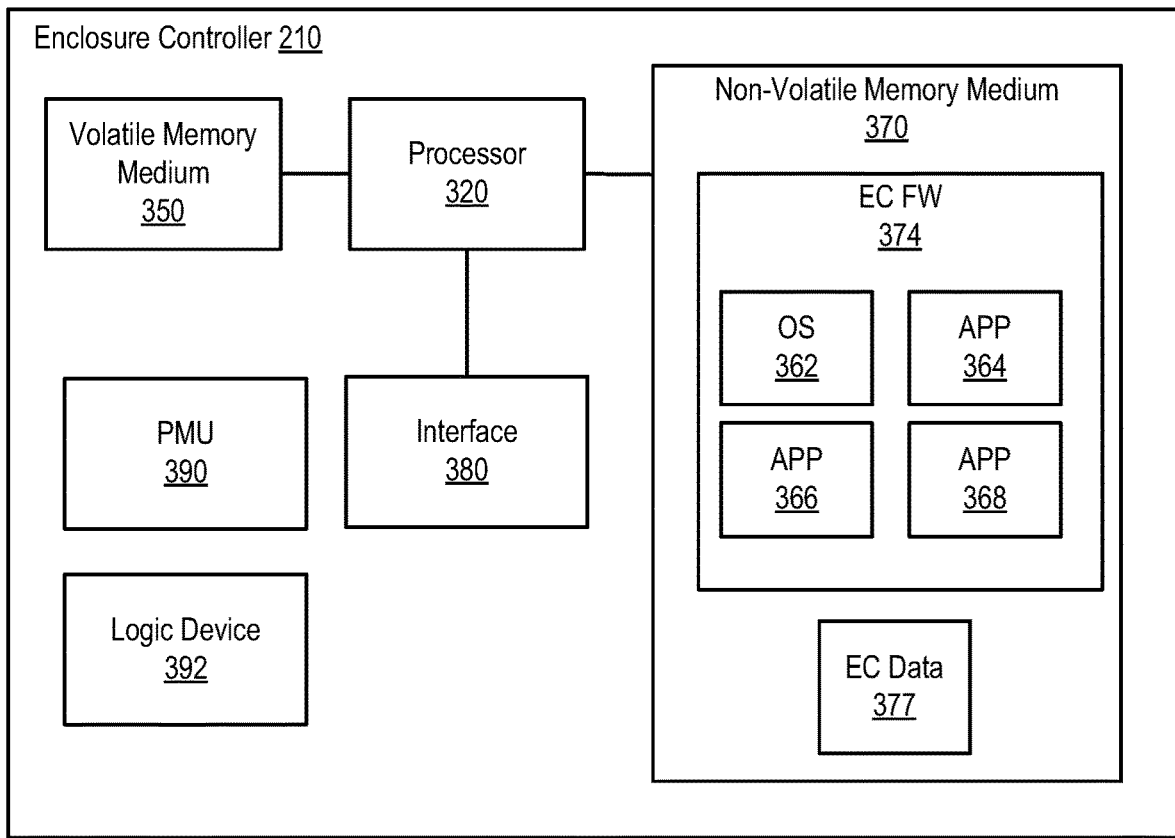 Enclosure Controller 210
Volatile Memory
Medium
350
Processor
320
Non-Volatile Memory Medium
370
EC FW
374
OS
362
APP
364
APP
366
APP
368
PMU
390
Interface
380
Logic Device
392
EC Data
377